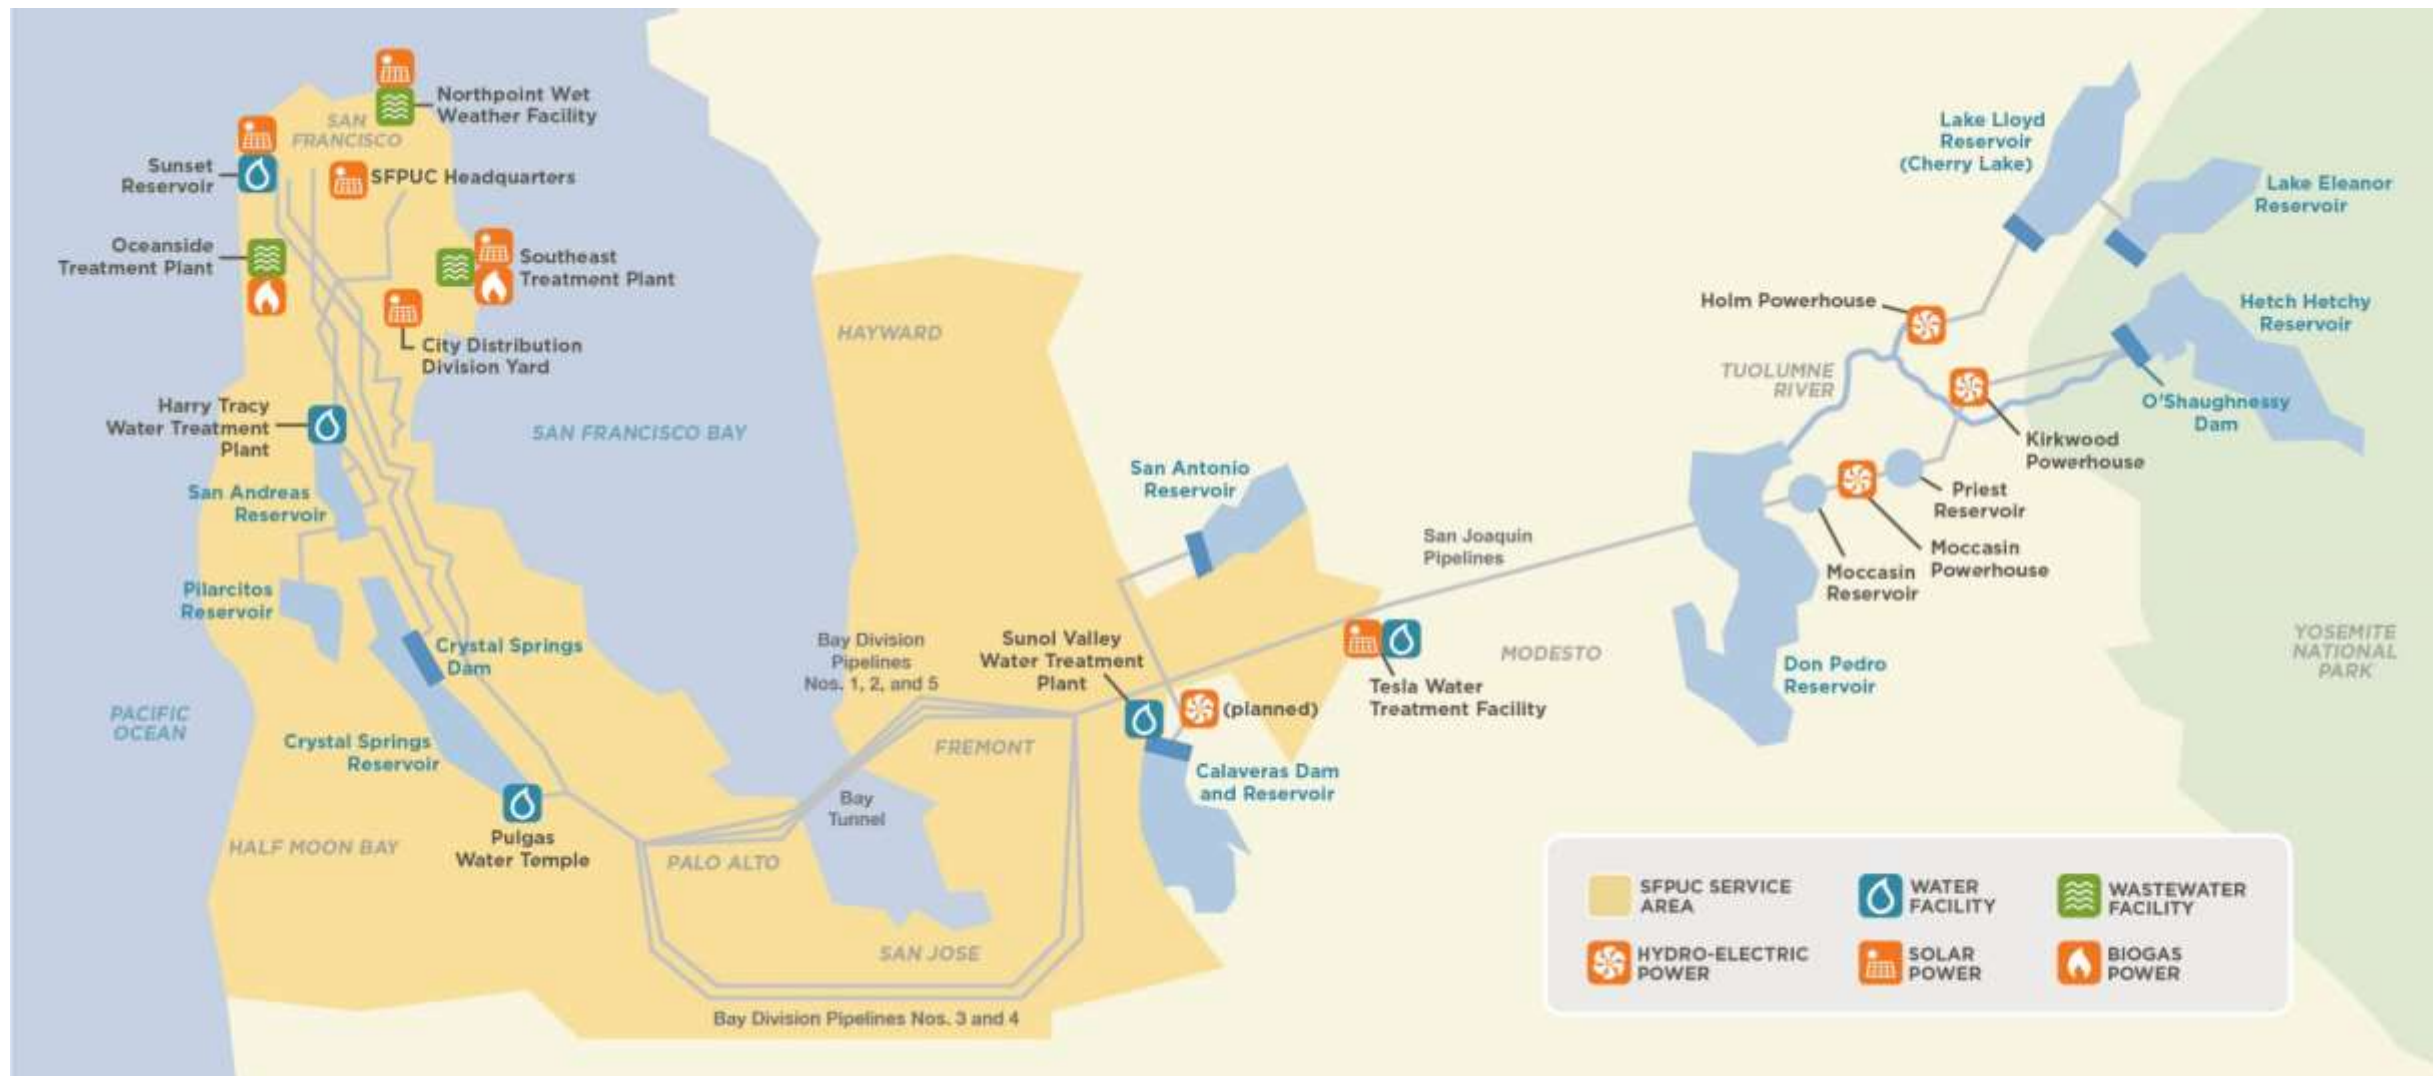 Northpoint Wet
Weather Facility
SAN
FRANCISCO
Sunset
Reservoir
SFPUC Headquarters
Oceanside
Treatment Plant
Southeast
Treatment Plant
City Distribution
Division Yard
Harry Tracy
Water Treatment
Plant
SAN FRANCISCO BAY
HAYWARD
San Andreas
Reservoir
Pilarcitos
Reservoir
Crystal Springs
Dam
PACIFIC
OCEAN
Crystal Springs
Reservoir
HALF MOON BAY
Pulgas
Water Temple
PALO ALTO
Bay Division
Pipelines
Nos. 1, 2, and 5
Bay
Tunnel
FREMONT
SAN JOSE
Bay Division Pipelines Nos. 3 and 4
San Antonio
Reservoir
Sunol Valley
Water Treatment
Plant
(planned)
Calaveras Dam
and Reservoir
Tesla Water
Treatment Facility
San Joaquin
Pipelines
MODESTO
Lake Lloyd
Reservoir
(Cherry Lake)
Lake Eleanor
Reservoir
Holm Powerhouse
Hetch Hetchy
Reservoir
TUOLUMNE
RIVER
O'Shaughnessy
Dam
Kirkwood
Powerhouse
Priest
Reservoir
Moccasin
Powerhouse
Moccasin
Reservoir
Don Pedro
Reservoir
YOSEMITE
NATIONAL
PARK
SFPUC SERVICE
AREA
WATER
FACILITY
WASTEWATER
FACILITY
HYDRO-ELECTRIC
POWER
SOLAR
POWER
BIOGAS
POWER